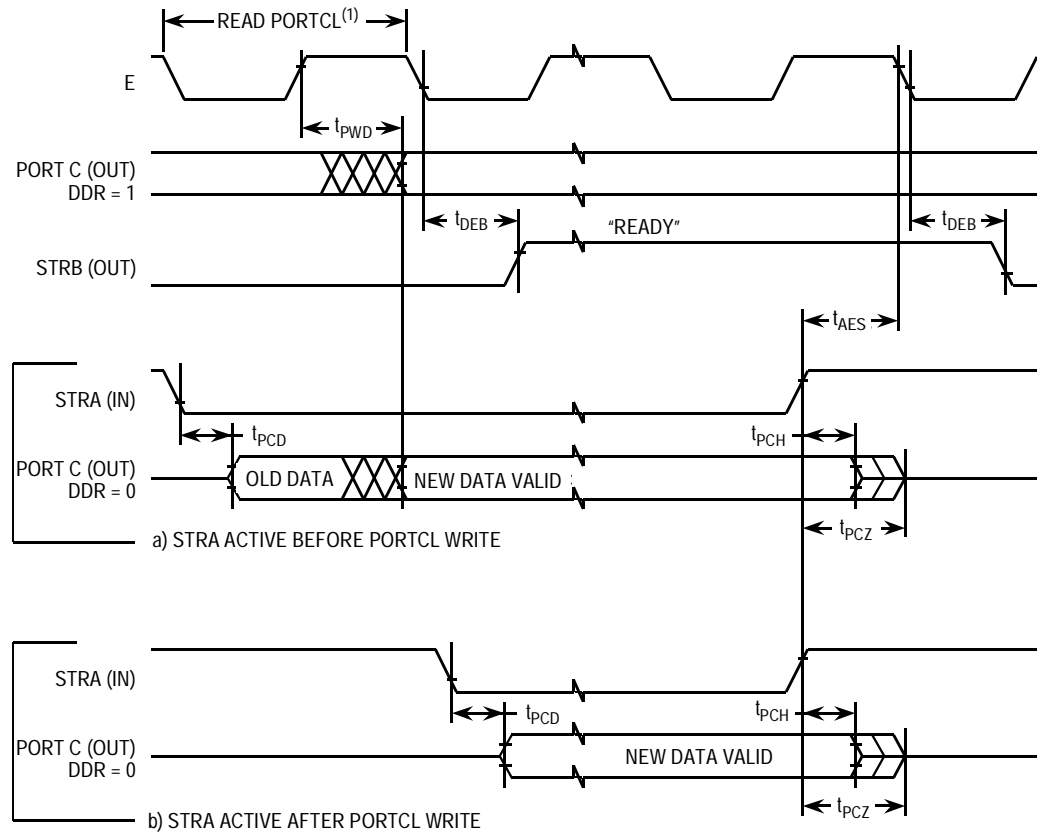 READ PORTCL(1)
E
tPWD
PORT C (OUT)
DDR = 1
tDEB
"READY"
tDEB
STRB (OUT)
tAES
STRA (IN)
tPCD
tPCH
PORT C (OUT)
DDR = 0
OLD DATA
NEW DATA VALID
tPCZ
a) STRA ACTIVE BEFORE PORTCL WRITE
STRA (IN)
tPCD
tPCH
PORT C (OUT)
DDR = 0
NEW DATA VALID
tPCZ
b) STRA ACTIVE AFTER PORTCL WRITE